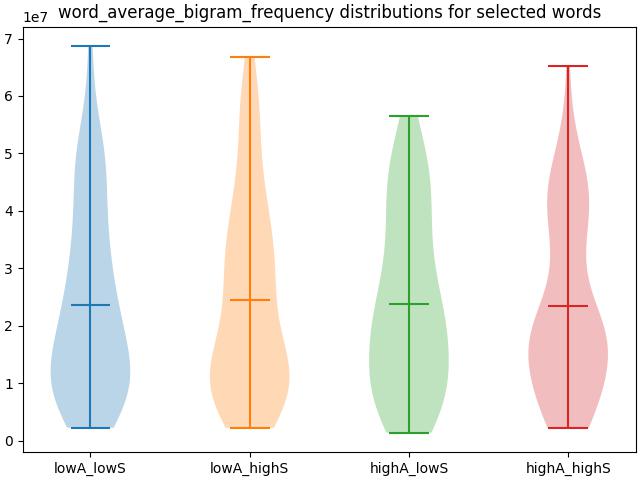 word_average_bigram_frequency distributions for selected words
1e7
7
6
5
4
3
2
1
0
lowA_lowS lowA_highS highA_lowS highA_highS